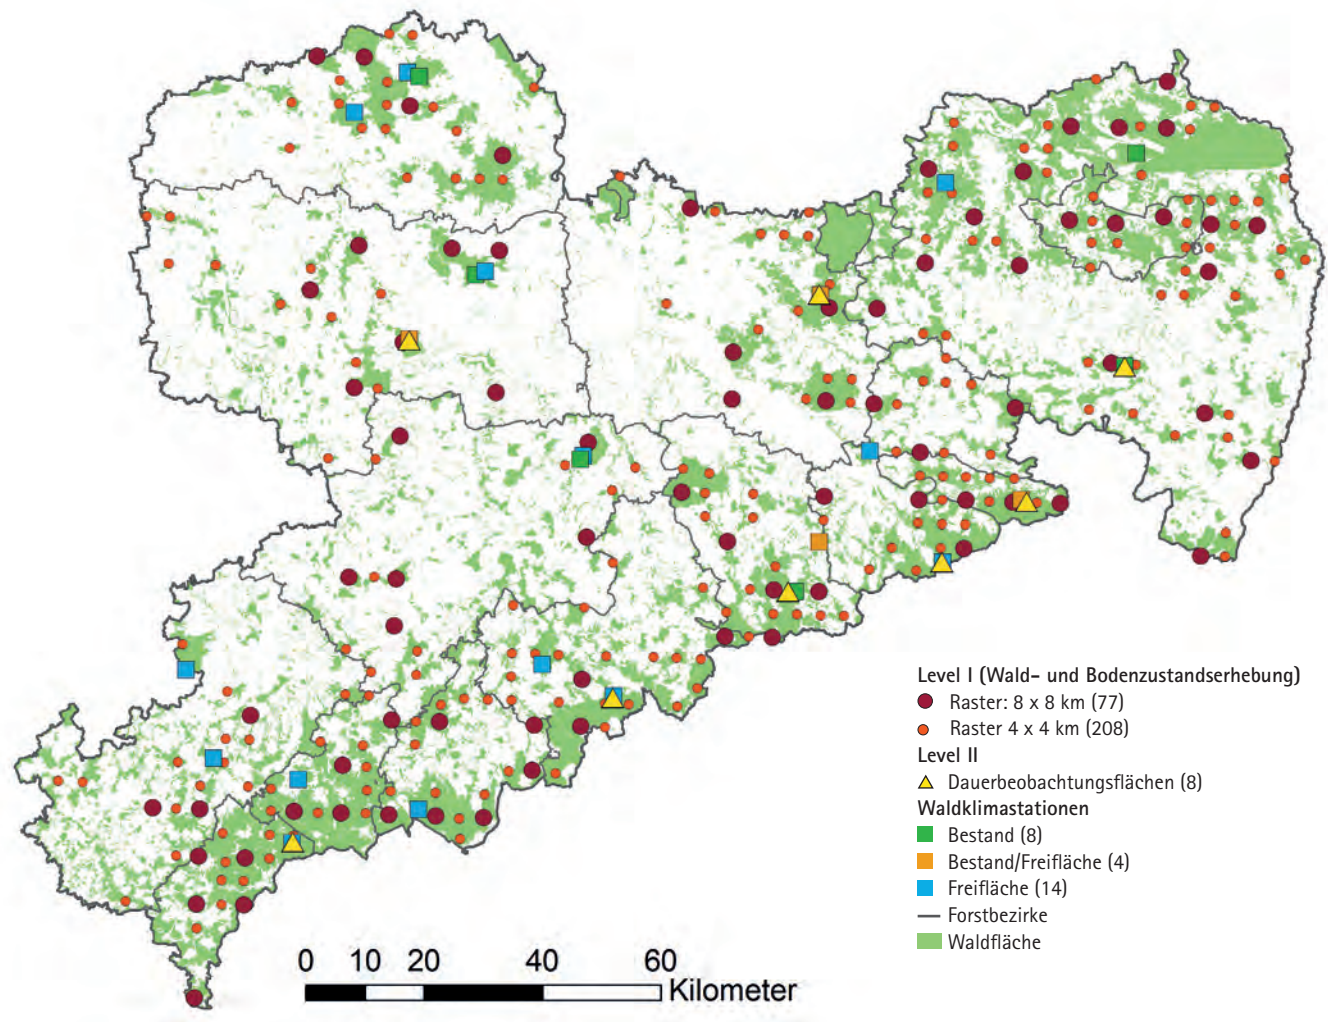 Level I (Wald- und Bodenzustandserhebung)
Raster: 8 x 8 km (77)
Raster 4 x 4 km (208)
Level II
Dauerbeobachtungsflächen (8)
Waldklimastationen
Bestand (8)
Bestand/Freifläche (4)
Freifläche (14)
Forstbezirke
Waldfläche
0 10 20 40 60
Kilometer